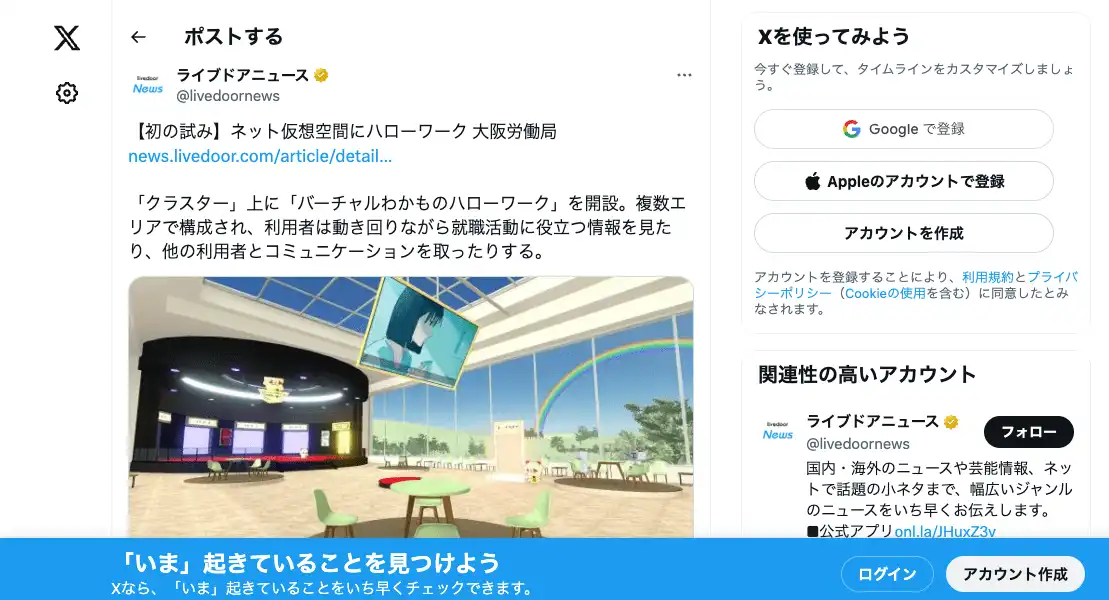 ポストする
livedoor
News
ライブドアニュース
@livedoornews
【初の試み】ネット仮想空間にハローワーク 大阪労働局
news.livedoor.com/article/detail...
「クラスター」上に「バーチャルわかものハローワーク」を開設。複数エ
リアで構成され、利用者は動き回りながら就職活動に役立つ情報を見た
り、他の利用者とコミュニケーションを取ったりする。
Xを使ってみよう
今すぐ登録して、タイムラインをカスタマイズしましょ
う。
Google で登録
Appleのアカウントで登録
アカウントを作成
アカウントを登録することにより、利用規約とプライバ
シーポリシー（Cookieの使用を含む）に同意したとみ
なされます。
関連性の高いアカウント
livedoor
News
ライブドアニュース
@livedoornews
フォロー
国内・海外のニュースや芸能情報、ネッ
トで話題の小ネタまで、幅広いジャンル
のニュースをいち早くお伝えします。
■公式アプリonl.la/JHuxZ3v
「いま」起きていることを見つけよう
Xなら、「いま」起きていることをいち早くチェックできます。
ログイン
アカウント作成